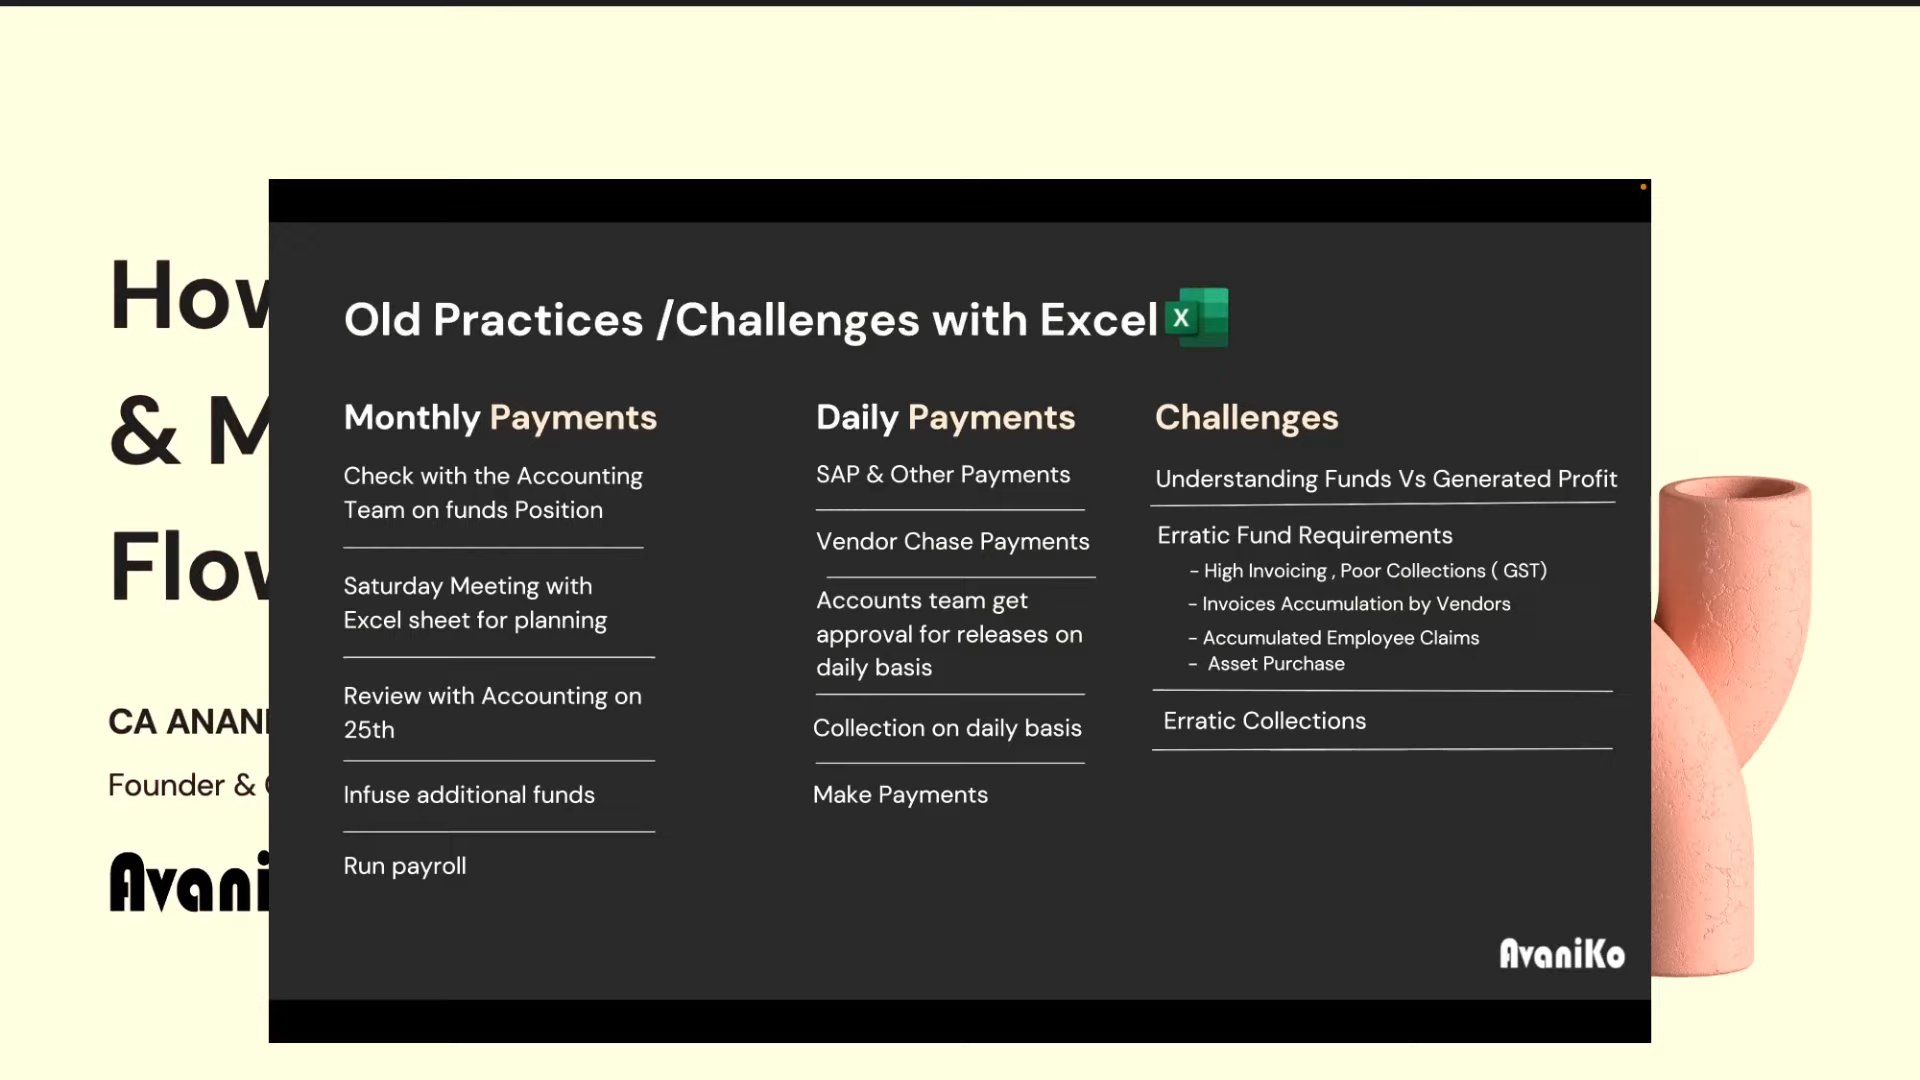 How
& M
Flow
CA ANAN
Founder &
Avani
Old Practices /Challenges with Excel
X
Monthly Payments
Check with the Accounting
Team on funds Position
Saturday Meeting with
Excel sheet for planning
Review with Accounting on
25th
Infuse additional funds
Run payroll
Daily Payments
SAP & Other Payments
Vendor Chase Payments
Accounts team get
approval for releases on
daily basis
Collection on daily basis
Make Payments
Challenges
Understanding Funds Vs Generated Profit
Erratic Fund Requirements
- High Invoicing , Poor Collections ( GST)
- Invoices Accumulation by Vendors
- Accumulated Employee Claims
- Asset Purchase
Erratic Collections
AvaniKo